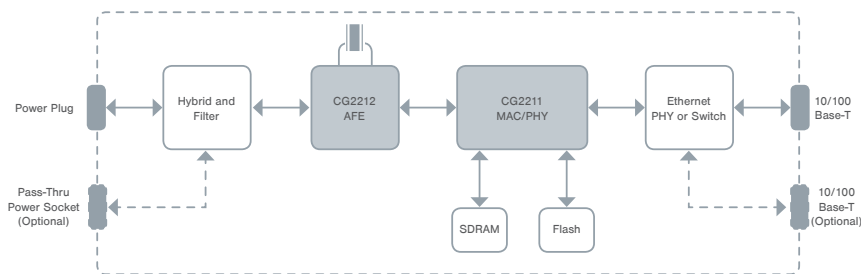 Power Plug
Hybrid and
Filter
CG2212
AFE
CG2211
MAC/PHY
Ethernet
PHY or Switch
10/100
Base-T
Pass-Thru
Power Socket
(Optional)
SDRAM
Flash
10/100
Base-T
(Optional)